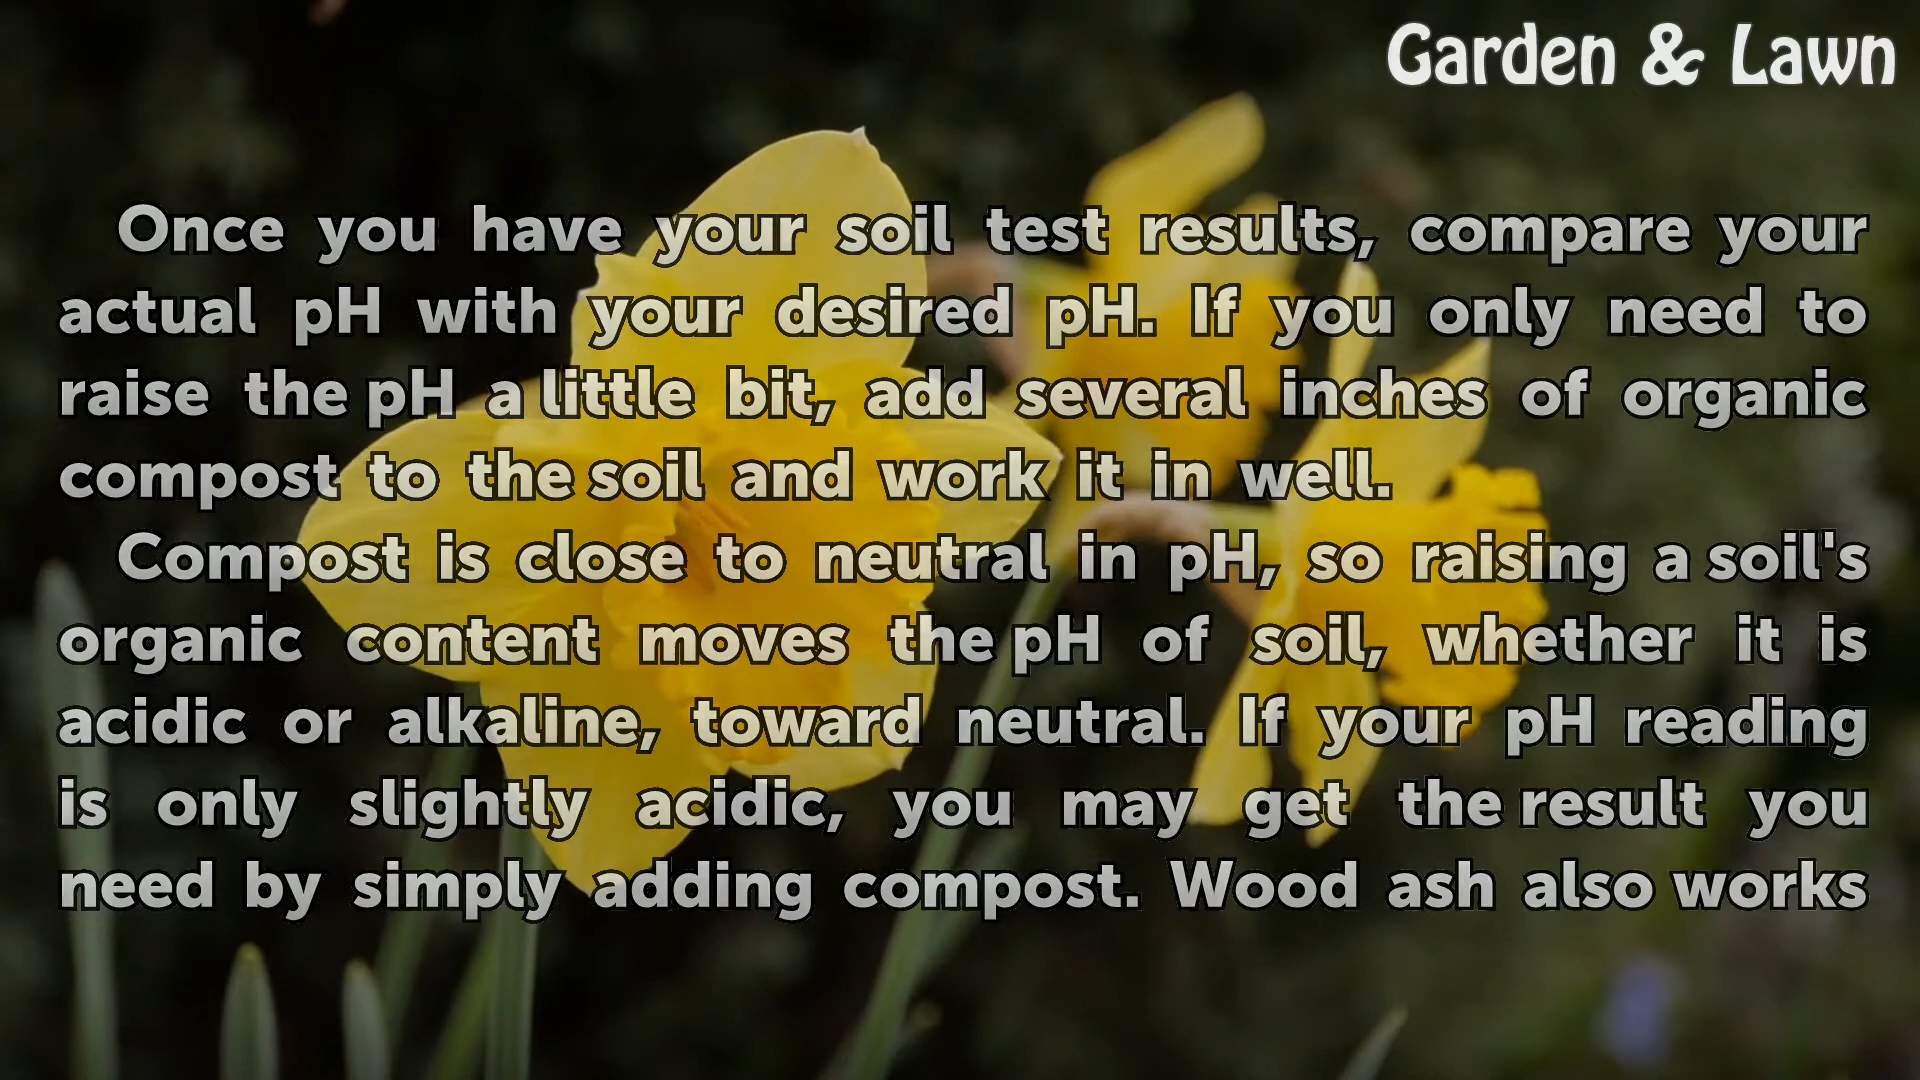 Garden & Lawn
Once you have your soil test results, compare your
actual pH with your desired pH. If you only need to
raise the pH a little bit, add several inches of organic
compost to the soil and work it in well.
Compost is close to neutral in pH, so raising a soil's
organic content moves the pH of soil, whether it is
acidic or alkaline, toward neutral. If your pH reading
is only slightly acidic, you may get the result you
need by simply adding compost. Wood ash also works